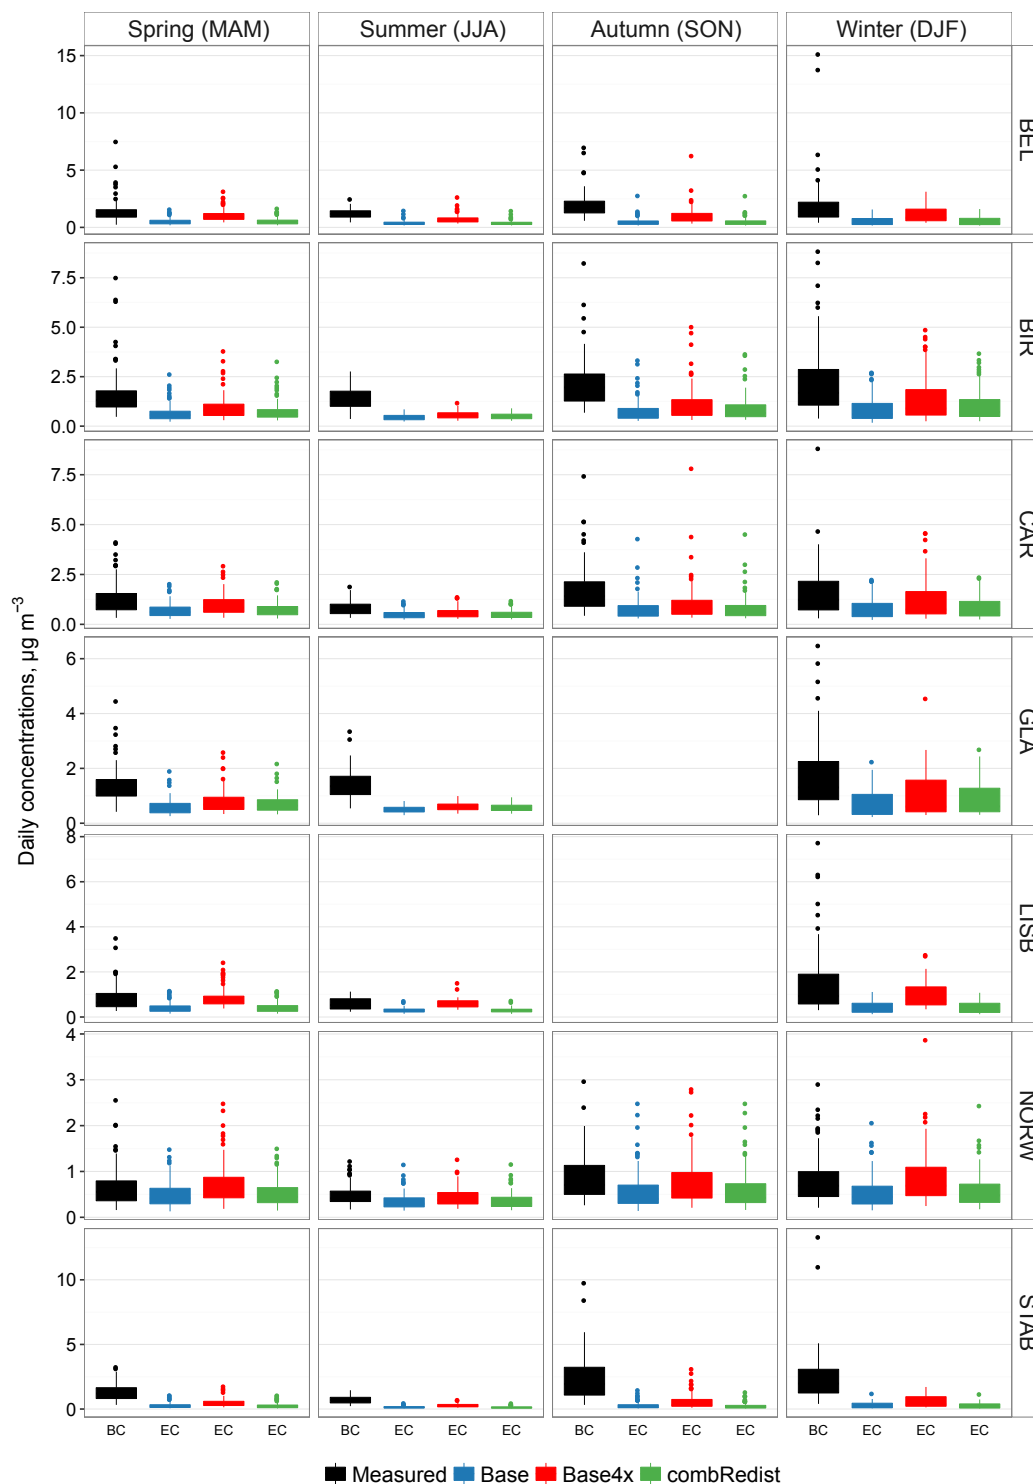 Spring (MAM) Summer (JJA) Autumn (SON) Winter (DJF)
15
10
5
0
BEL
7.5
5.0
2.5
0.0
BIR
7.5
5.0
2.5
0.0
CAR
6
4
2
0
GLA
8
6
4
2
0
LISB
4
3
2
1
0
NORW
10
5
0
STAB
Daily concentrations, µg m−3
BC EC EC EC BC EC EC EC BC EC EC EC BC EC EC EC
Measured Base Base4x combRedist